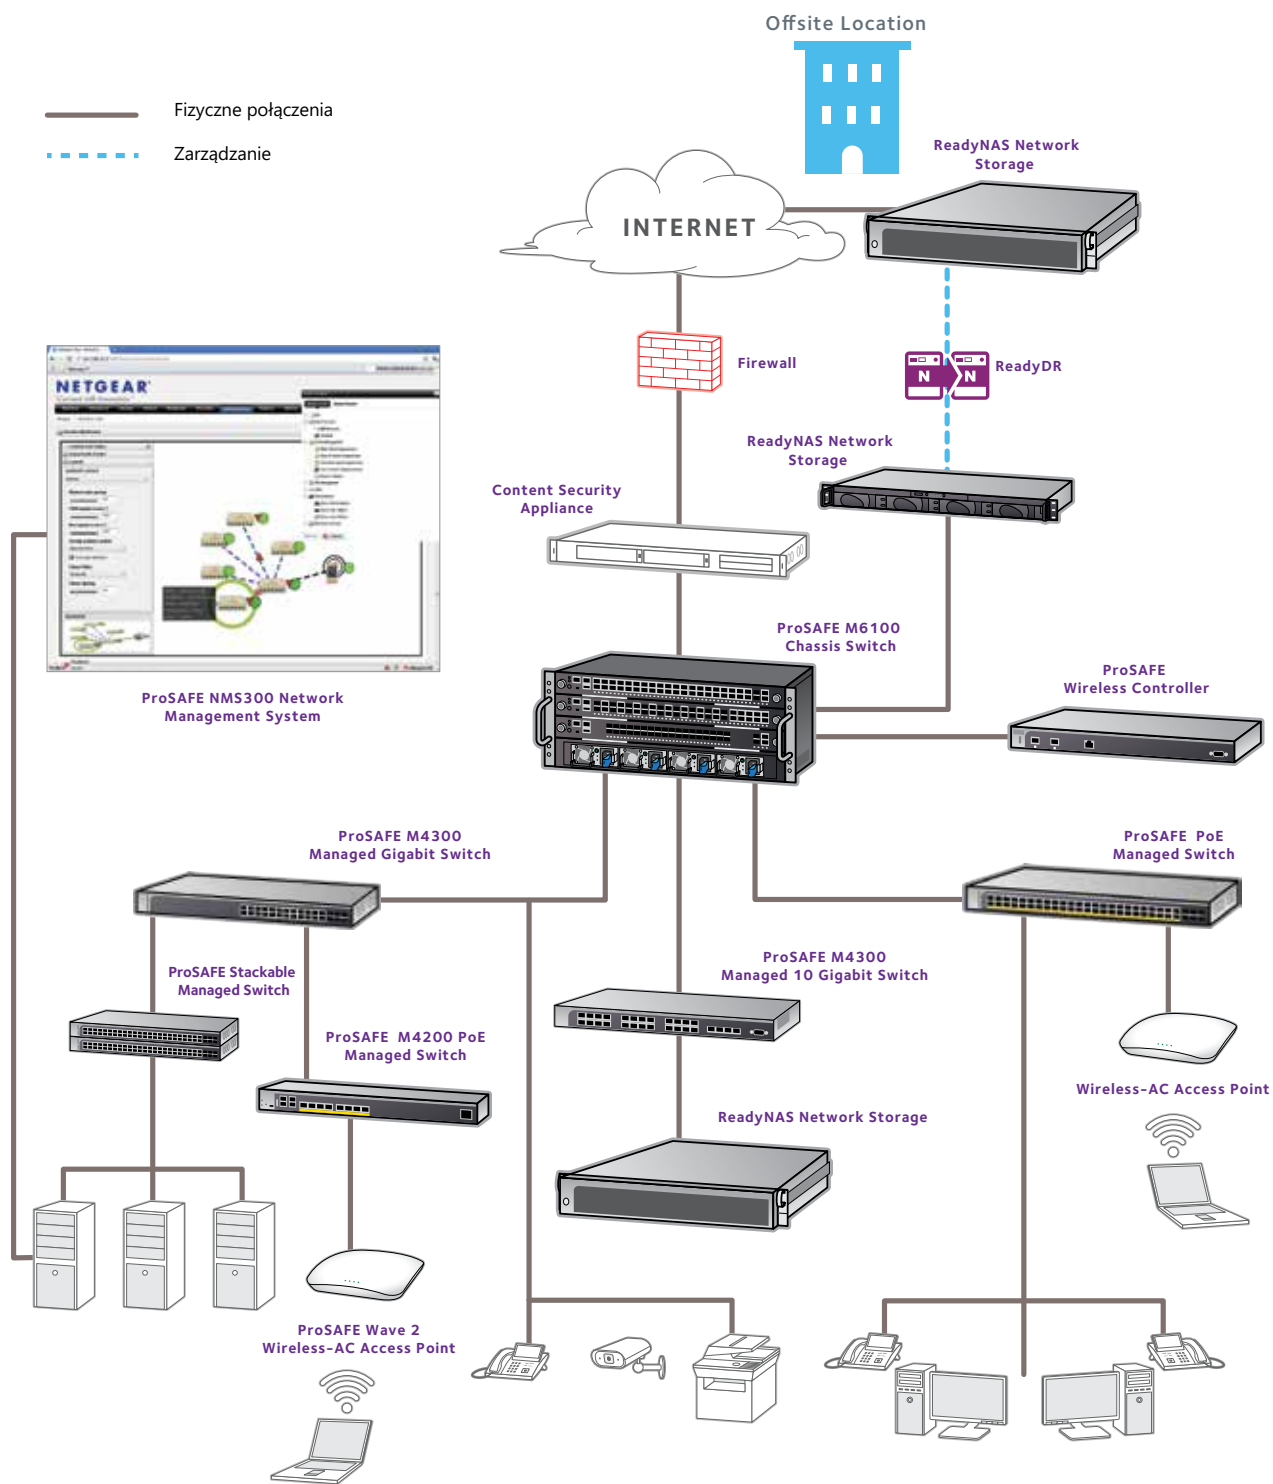 Offsite Location
Fizyczne połączenia
Zarządzanie
ReadyNAS Network
Storage
INTERNET
Firewall
N
N
ReadyDR
NETGEAR
ReadyNAS Network
Storage
Content Security
Appliance
ProSAFE M6100
Chassis Switch
ProSAFE
Wireless Controller
ProSAFE NMS300 Network
Management System
ProSAFE M4300
Managed Gigabit Switch
ProSAFE PoE
Managed Switch
ProSAFE Stackable
Managed Switch
ProSAFE M4300
Managed 10 Gigabit Switch
ProSAFE M4200 PoE
Managed Switch
Wireless-AC Access Point
ReadyNAS Network Storage
ProSAFE Wave 2
Wireless-AC Access Point